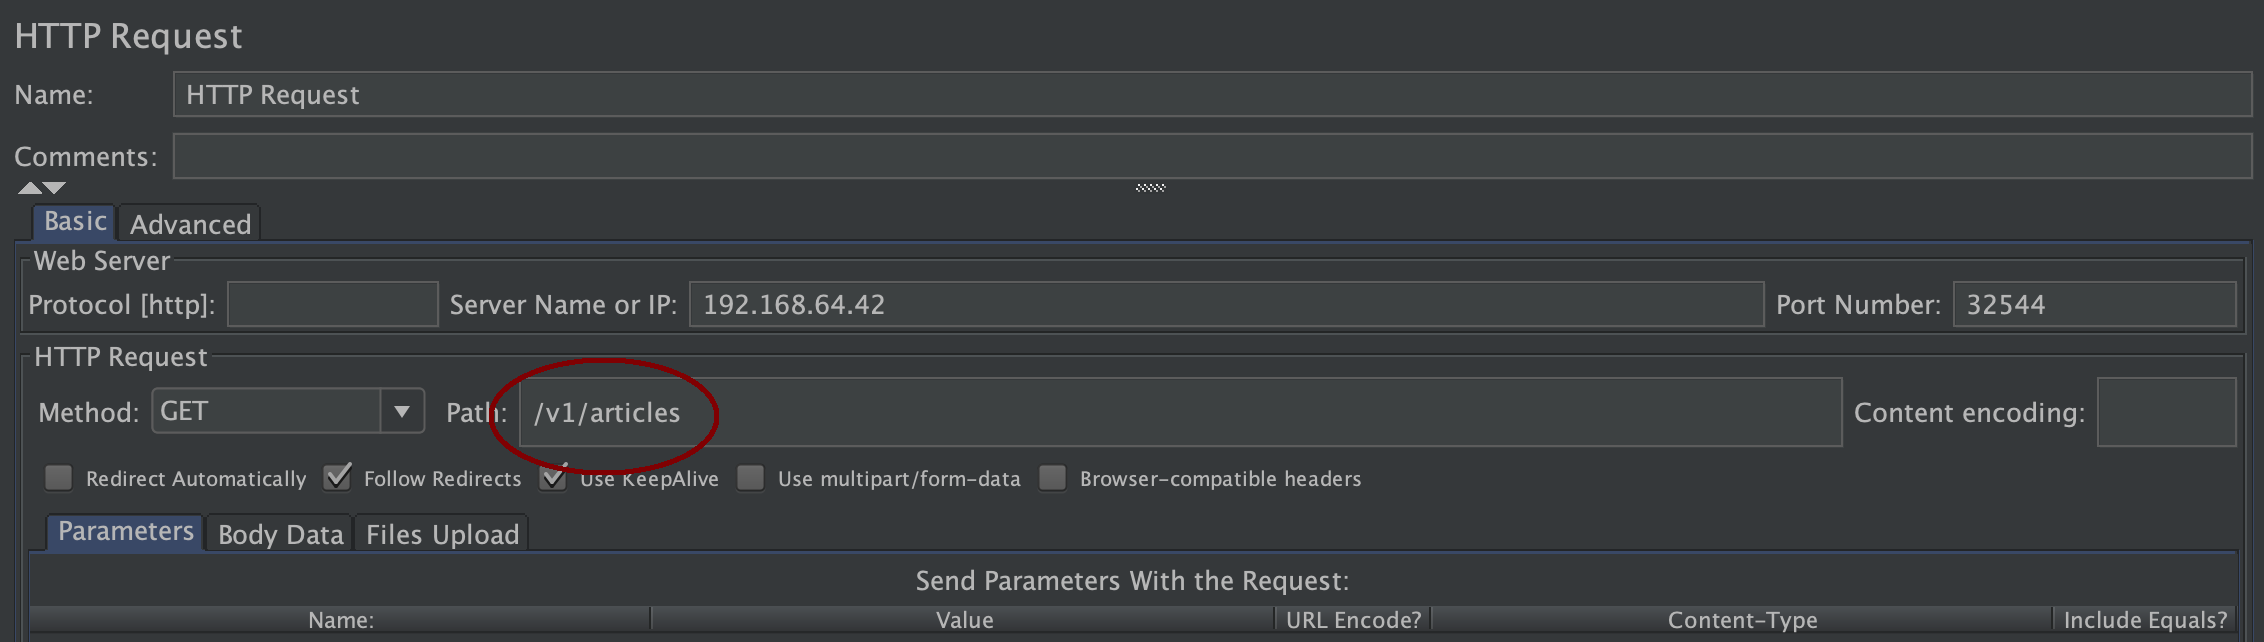 HTTP Request
Name: HTTP Request
Comments:
Basic Advanced
Web Server
Protocol [http]: Server Name or IP: 192.168.64.42 Port Number: 32544
HTTP Request
Method: GET Path: /v1/articles Content encoding:
Redirect Automatically Follow Redirects Use KeepAlive Use multipart/form-data Browser-compatible headers
Parameters Body Data Files Upload
Send Parameters With the Request:
Name: Value URL Encode? Content-Type Include Equals?